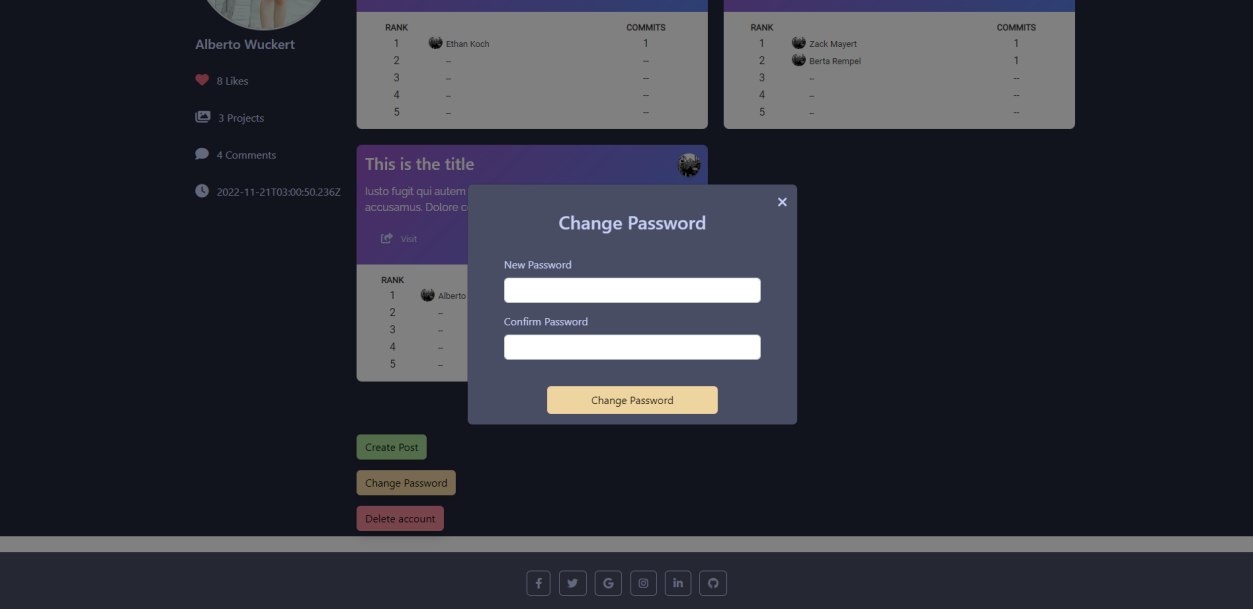 Alberto Wuckert
8 Likes
3 Projects
4 Comments
2022-11-21T03:00:50.236Z
RANK COMMITS
1 Ethan Koch 1
2 -- --
3 -- --
4 -- --
5 -- --
RANK COMMITS
1 Zack Mayert 1
2 Berta Rempel 1
3 -- --
4 -- --
5 -- --
This is the title
Iusto fugit qui autem
accusamus. Dolore c
Visit
RANK
1 Alberto
2 --
3 --
4 --
5 --
Change Password
New Password
Confirm Password
Change Password
Create Post
Change Password
Delete account